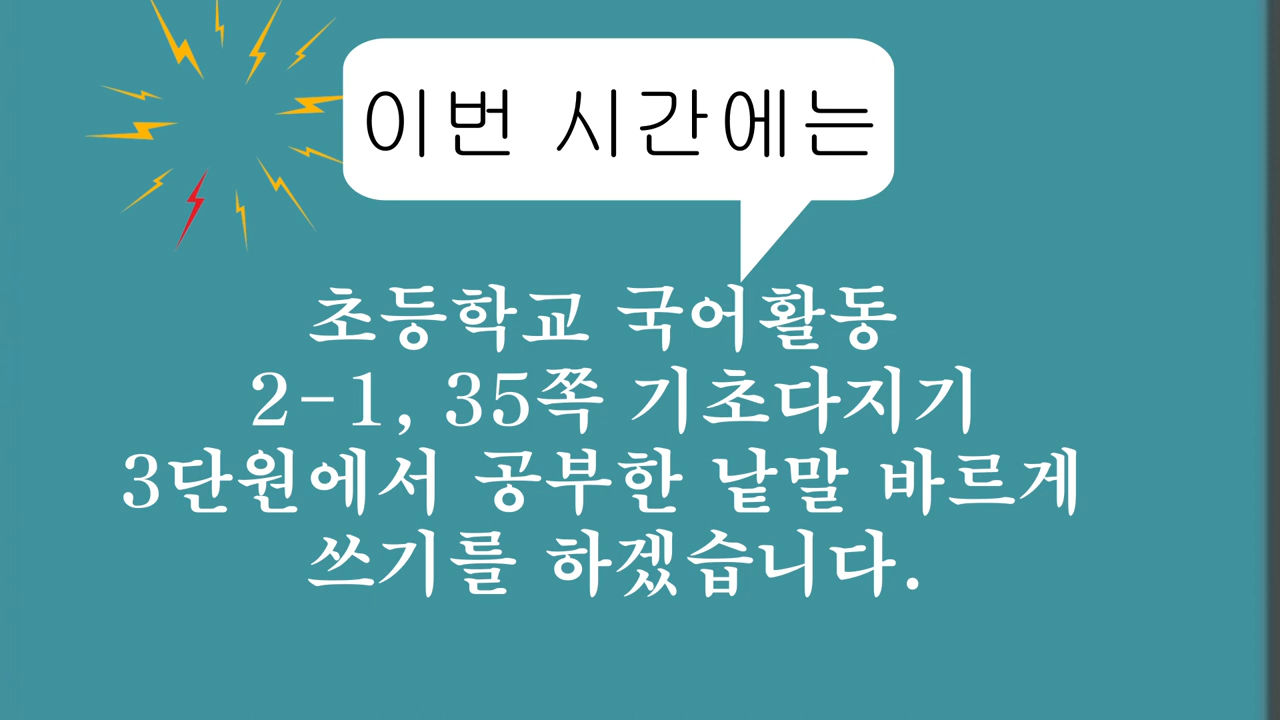 이번 시간에는
초등학교 국어활동
2-1, 35쪽 기초다지기
3단원에서 공부한 낱말 바르게
쓰기를 하겠습니다.